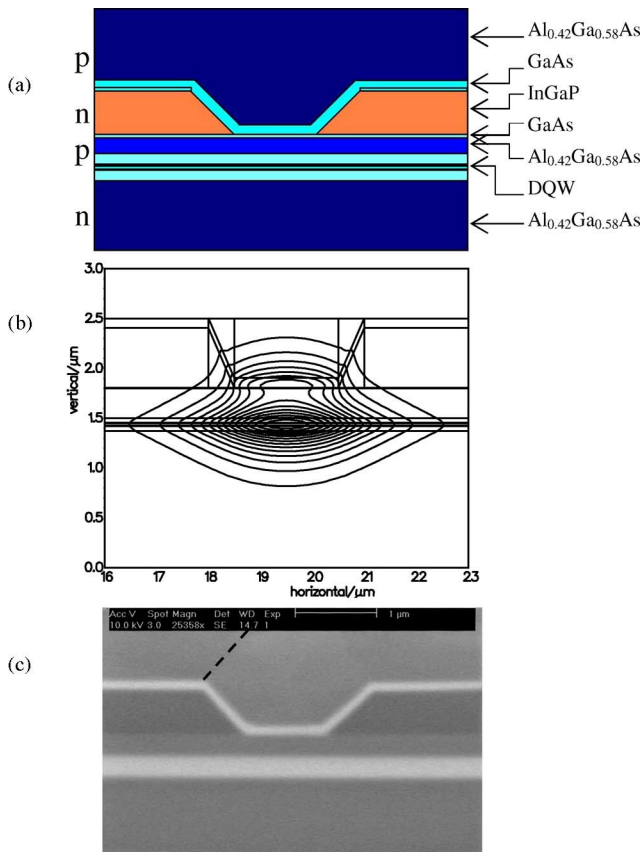 (a)
p
n
p
n
Al0.42Ga0.58As
GaAs
InGaP
GaAs
Al0.42Ga0.58As
DQW
Al0.42Ga0.58As
(b)
vertical/μm
3.0
2.5
2.0
1.5
1.0
0.5
0.0
16 17 18 19 20 21 22 23
horizontal/μm
(c)
Acc V Spot Magn Det WD Exp
1 μm
10.0 kV 3.0 25358x SE 14.7 1